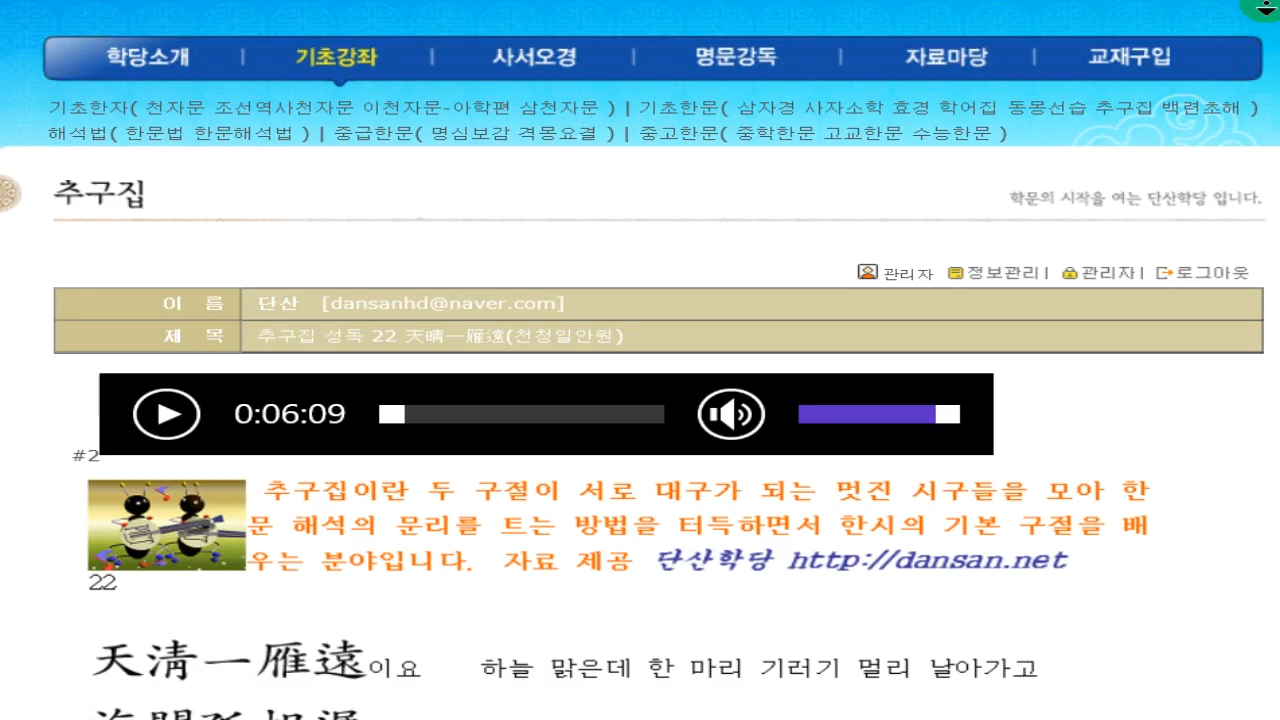 학당소개 | 기초강좌 | 사서오경 | 명문강독 | 자료마당 | 교재구입
기초한자( 천자문 조선역사천자문 이천자문-아학편 삼천자문 ) | 기초한문( 삼자경 사자소학 효경 학어집 동몽선습 추구집 백련초해 )
해석법( 한문법 한문해석법 ) | 중급한문( 명심보감 격몽요결 ) | 중고한문( 중학한문 고교한문 수능한문 )
추구집
학문의 시작을 여는 단산학당 입니다.
관리자 정보관리 | 관리자 | 로그아웃
이 름 단산 [dansanhd@naver.com]
제 목 추구집 성독 22 天晴一雁遠(천청일안원)
0:06:09
#2
추구집이란 두 구절이 서로 대구가 되는 멋진 시구들을 모아 한
문 해석의 문리를 트는 방법을 터득하면서 한시의 기본 구절을 배
우는 분야입니다. 자료 제공 단산학당 http://dansan.net
22
天淸一雁遠이요 하늘 맑은데 한 마리 기러기 멀리 날아가고